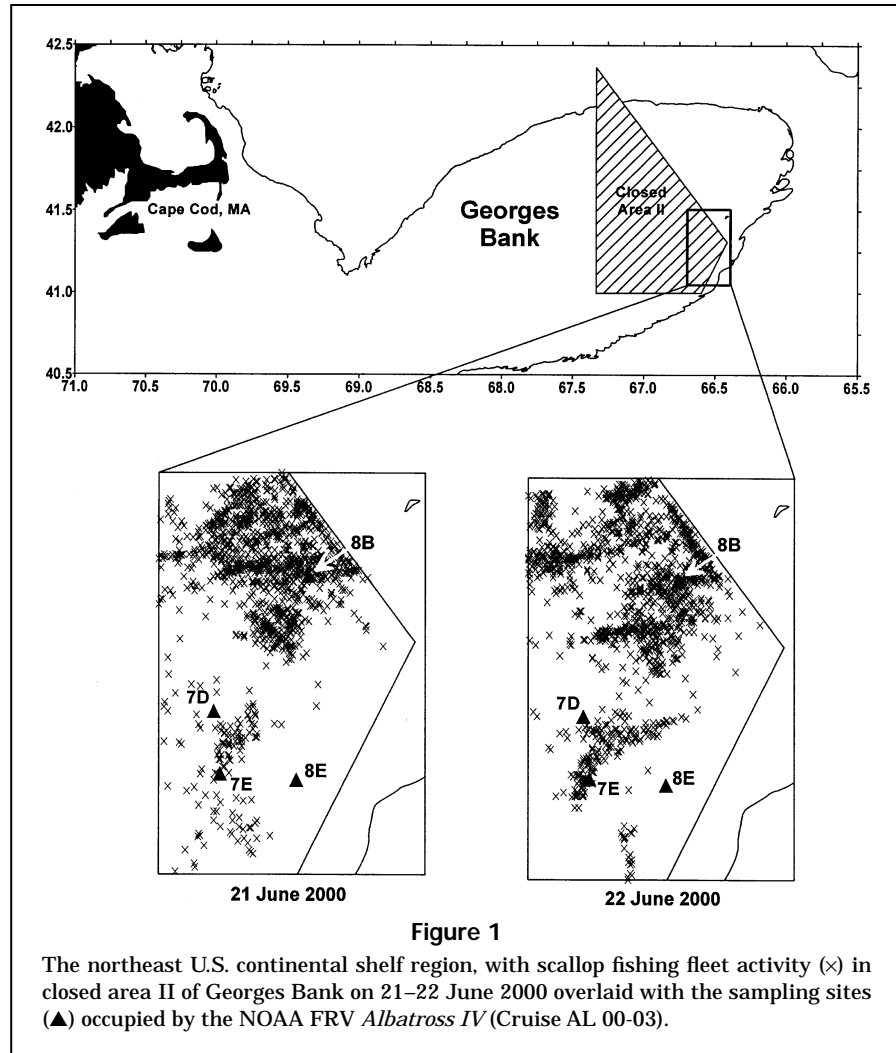 42.5
42.0
41.5
41.0
40.5
71.0 70.5 70.0 69.5 69.0 68.5 68.0 67.5 67.0 66.5 66.0 65.5
Cape Cod, MA
Georges
Bank
Closed
Area II
8B
7D
7E
8E
21 June 2000
8B
7D
7E
8E
22 June 2000
Figure 1
The northeast U.S. continental shelf region, with scallop fishing fleet activity (×) in
closed area II of Georges Bank on 21–22 June 2000 overlaid with the sampling sites
(▲) occupied by the NOAA FRV Albatross IV (Cruise AL 00-03).